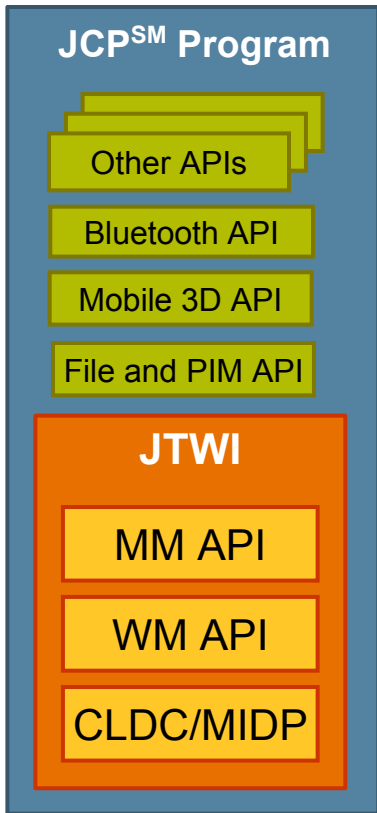 JCPSM Program
Other APIs
Bluetooth API
Mobile 3D API
File and PIM API
JTWI
MM API
WM API
CLDC/MIDP